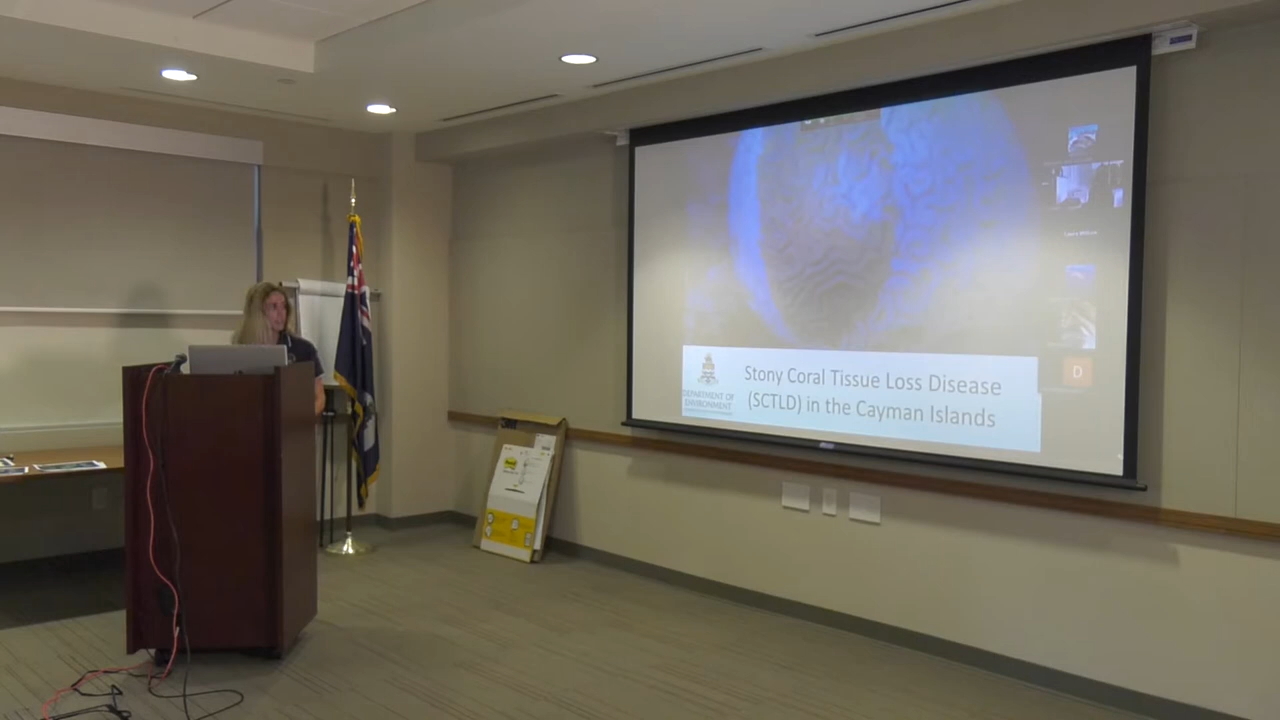 Stony Coral Tissue Loss Disease
(SCTLD) in the Cayman Islands
DEPARTMENT OF
ENVIRONMENT
D